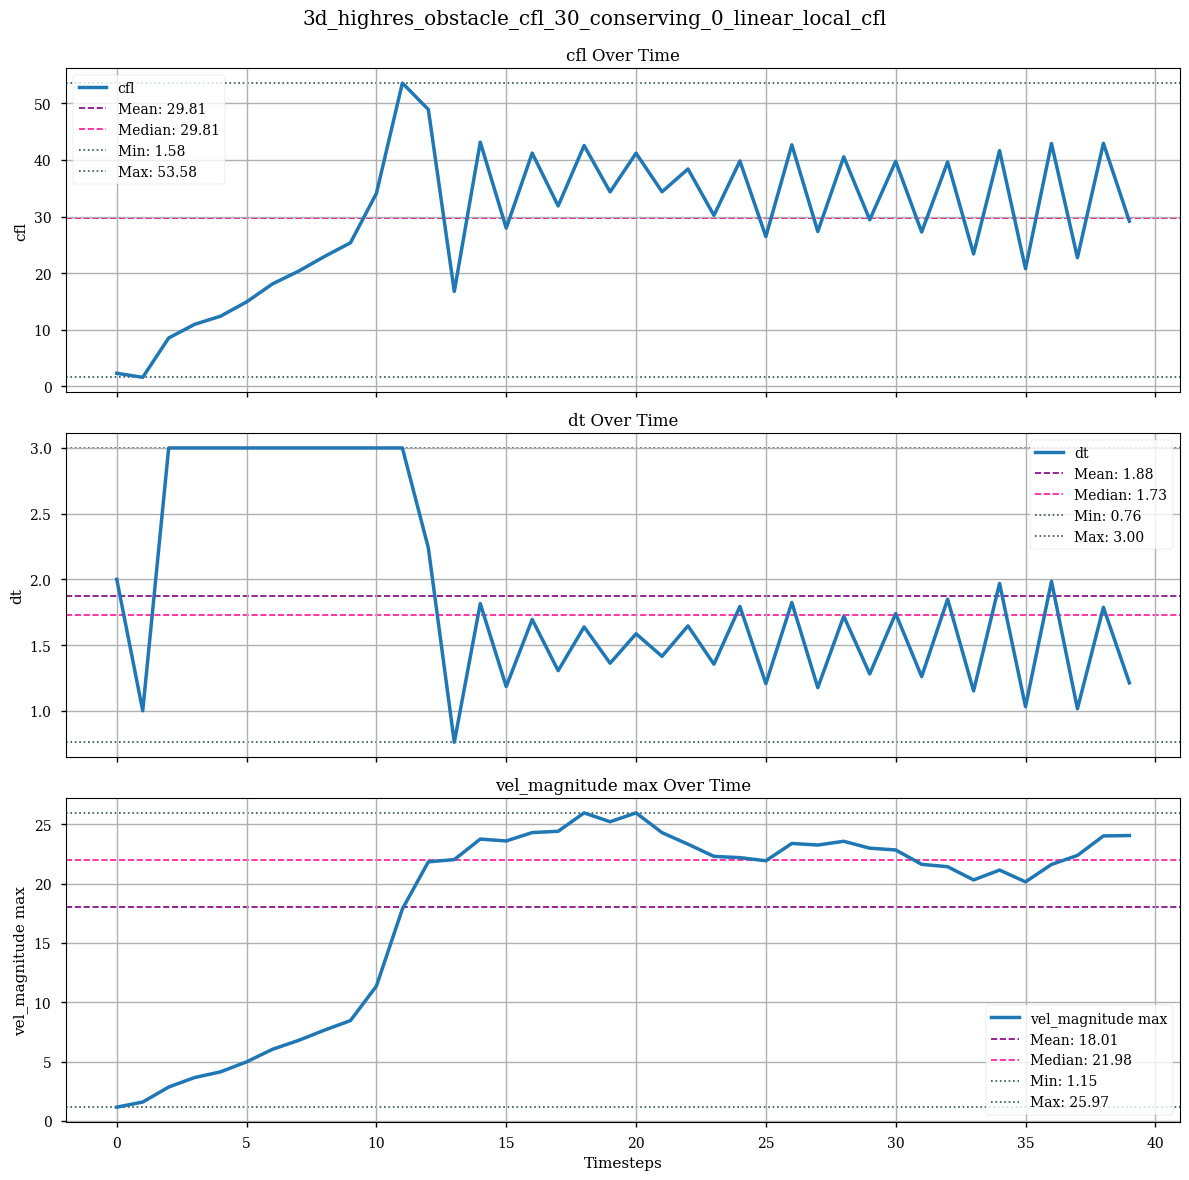 3d_highres_obstacle_cfl_30_conserving_0_linear_local_cfl
cfl Over Time
cfl
50
40
30
20
10
0
cfl
Mean: 29.81
Median: 29.81
Min: 1.58
Max: 53.58
dt Over Time
dt
3.0
2.5
2.0
1.5
1.0
dt
Mean: 1.88
Median: 1.73
Min: 0.76
Max: 3.00
vel_magnitude max Over Time
vel_magnitude max
25
20
15
10
5
0
vel_magnitude max
Mean: 18.01
Median: 21.98
Min: 1.15
Max: 25.97
0 5 10 15 20 25 30 35 40
Timesteps